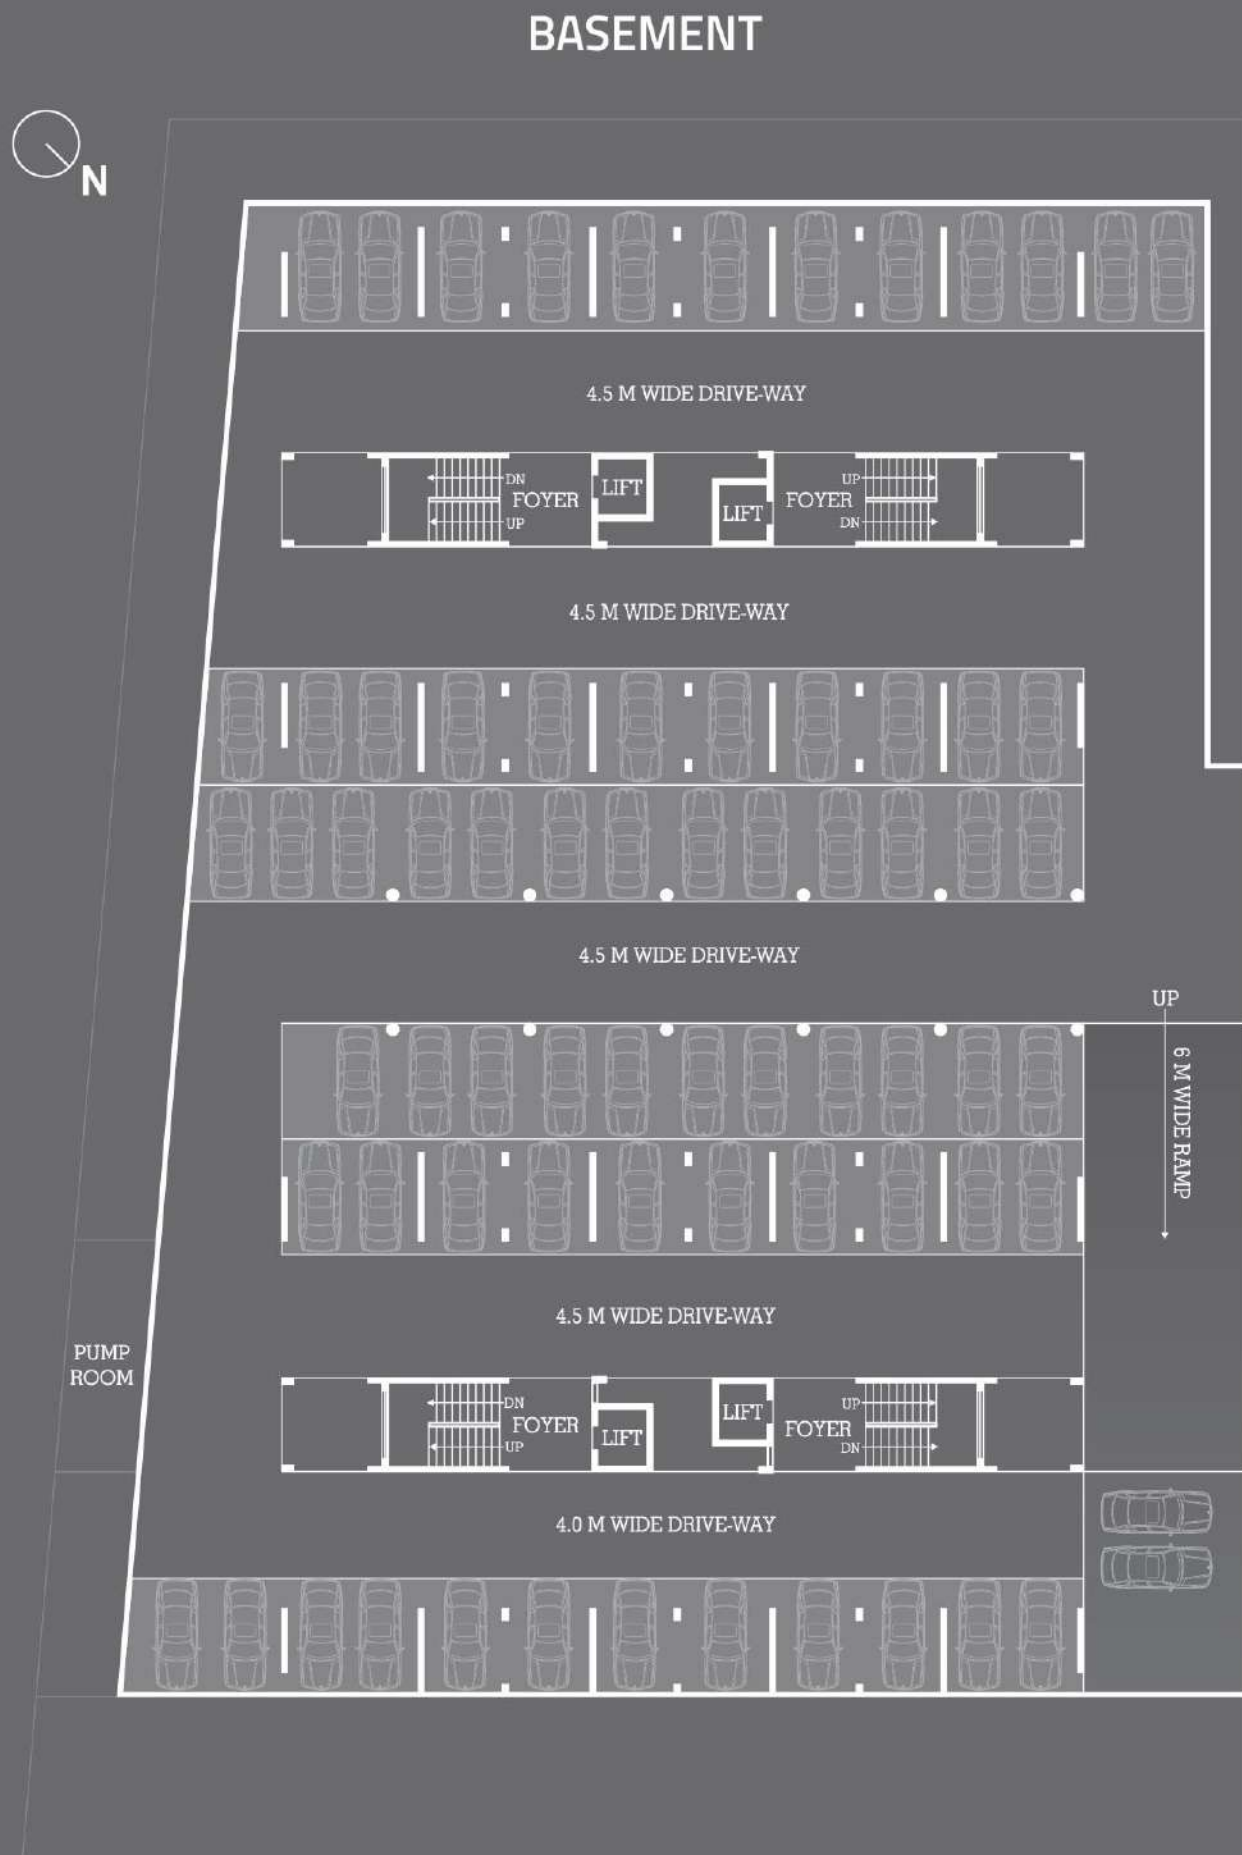 BASEMENT
N
4.5 M WIDE DRIVE-WAY
DN
UP
FOYER
LIFT
LIFT
FOYER
UP
DN
4.5 M WIDE DRIVE-WAY
4.5 M WIDE DRIVE-WAY
UP
6 M WIDE RAMP
4.5 M WIDE DRIVE-WAY
PUMP
ROOM
DN
UP
FOYER
LIFT
LIFT
FOYER
UP
DN
4.0 M WIDE DRIVE-WAY